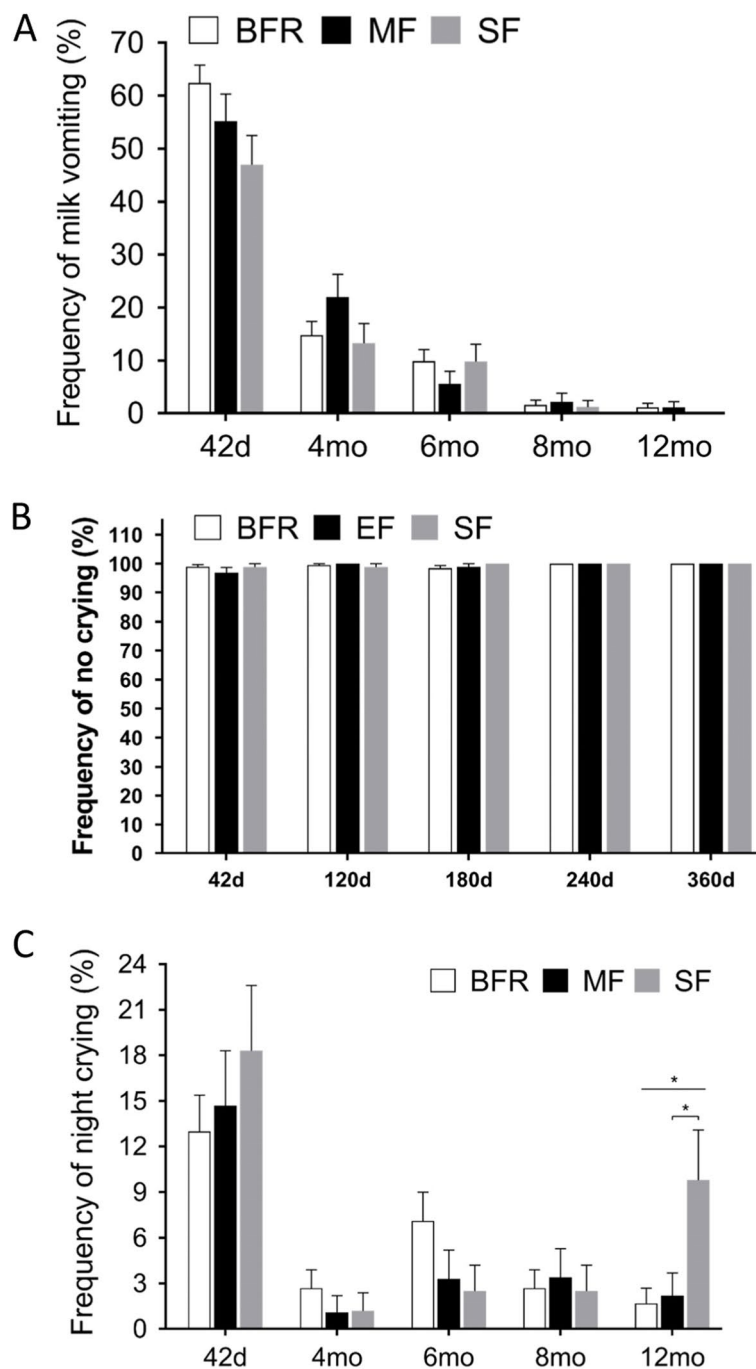 A
BFR MF SF
Frequency of milk vomiting (%)
70
60
50
40
30
20
10
0
42d 4mo 6mo 8mo 12mo
B
BFR EF SF
Frequency of no crying (%)
110
100
90
80
70
60
50
40
30
20
10
0
42d 120d 180d 240d 360d
C
BFR MF SF
Frequency of night crying (%)
24
21
18
15
12
9
6
3
0
*
*
42d 4mo 6mo 8mo 12mo